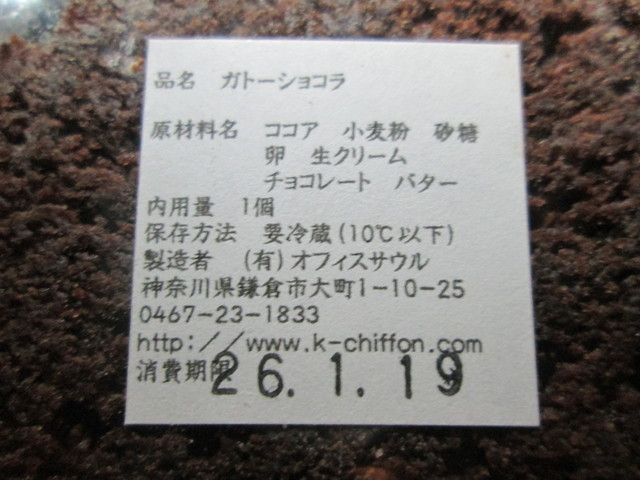 品名 ガトーショコラ
原材料名 ココア 小麦粉 砂糖
卵 生クリーム
チョコレート バター
内用量 1個
保存方法 要冷蔵(10℃以下)
製造者 (有)オフィスサウル
神奈川県鎌倉市大町1-10-25
0467-23-1833
http://www.k-chiffon.com
消費期限 26.1.19